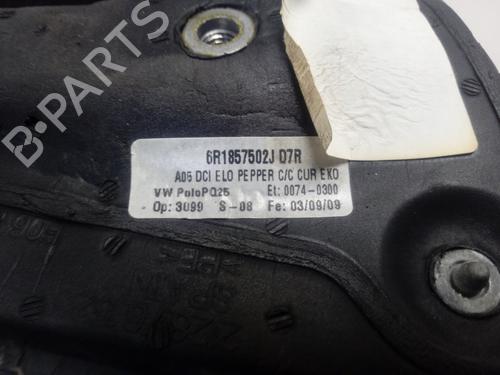 6R1857502J D7R
A05 DCI ELO PEPPER C/C CUR EKO
VW PoloPQ25 Et: 0074-0300
Op: 3099 S-08 Fe: 03/09/09
B-PARTS